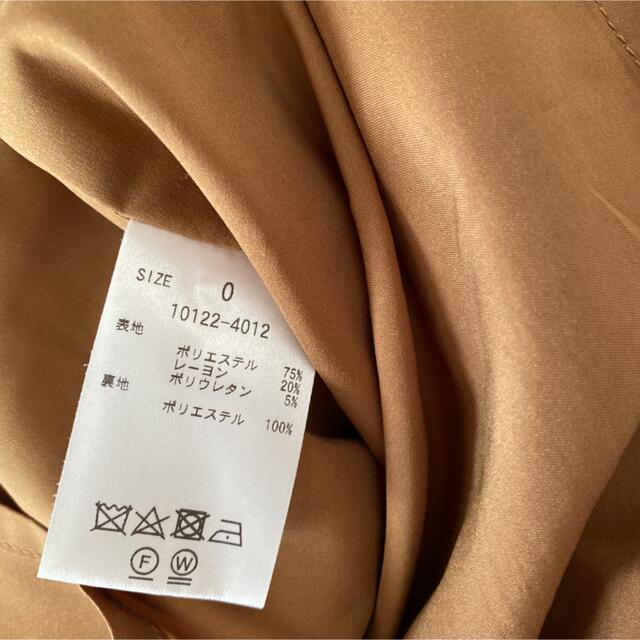 SIZE 0
10122-4012
表地
ポリエステル 75%
レーヨン 20%
ポリウレタン 5%
裏地
ポリエステル 100%
F W